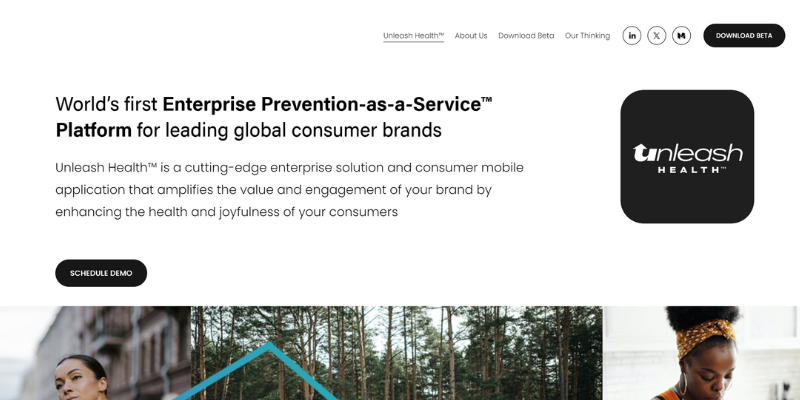 Unleash Health™ About Us Download Beta Our Thinking DOWNLOAD BETA
World's first Enterprise Prevention-as-a-Service™
Platform for leading global consumer brands
Unleash Health™ is a cutting-edge enterprise solution and consumer mobile
application that amplifies the value and engagement of your brand by
enhancing the health and joyfulness of your consumers
unleash
HEALTH™
SCHEDULE DEMO